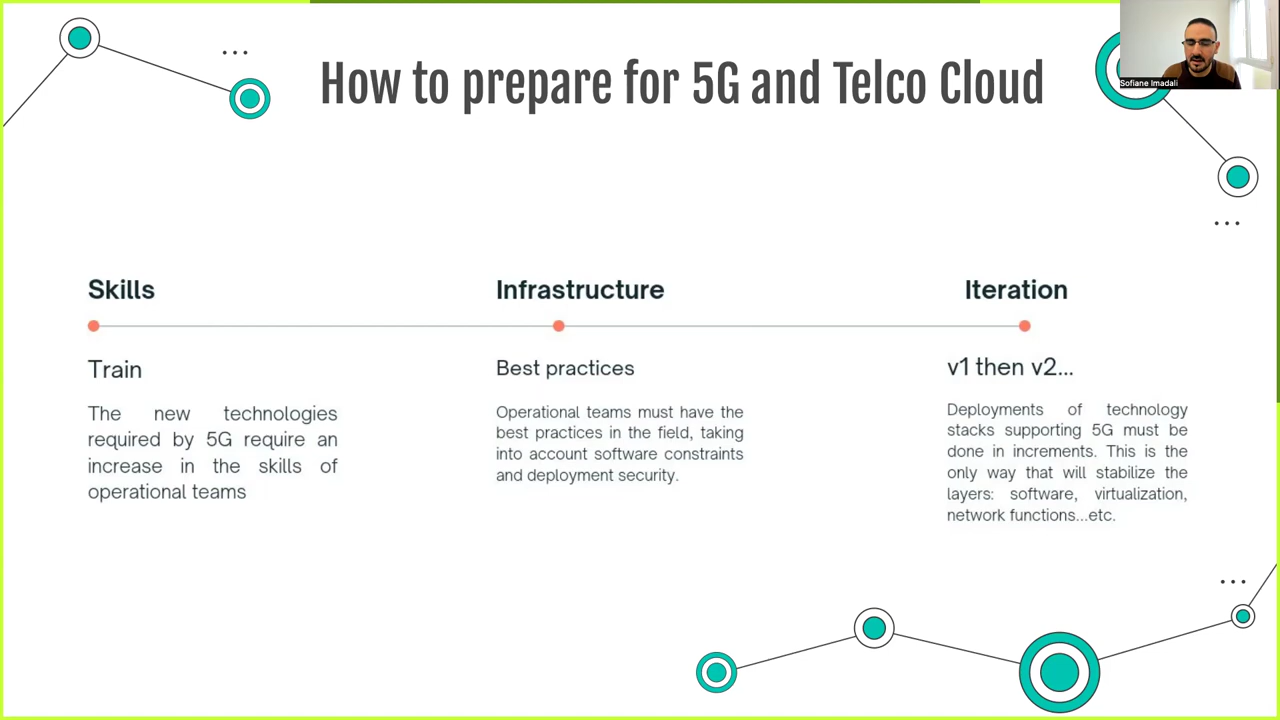 How to prepare for 5G and Telco Cloud
Sofiane Imadali
Skills
Train
The new technologies
required by 5G require an
increase in the skills of
operational teams
Infrastructure
Best practices
Operational teams must have the
best practices in the field, taking
into account software constraints
and deployment security.
Iteration
v1 then v2...
Deployments of technology
stacks supporting 5G must be
done in increments. This is the
only way that will stabilize the
layers: software, virtualization,
network functions...etc.